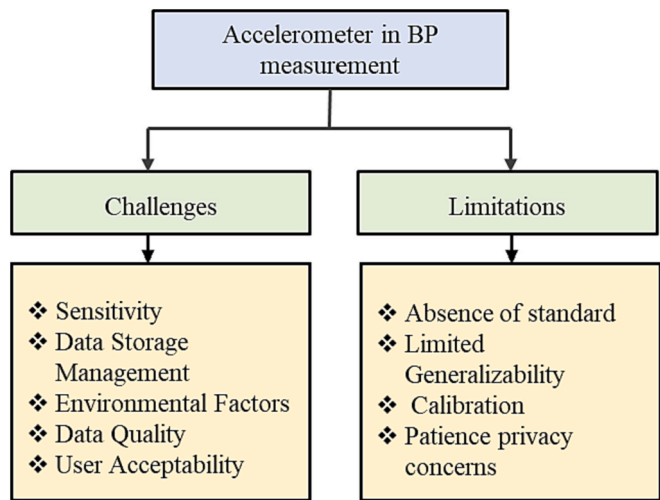 Accelerometer in BP
measurement
Challenges
Limitations
❖ Sensitivity
❖ Data Storage
Management
❖ Environmental Factors
❖ Data Quality
❖ User Acceptability
❖ Absence of standard
❖ Limited
Generalizability
❖ Calibration
❖ Patience privacy
concerns